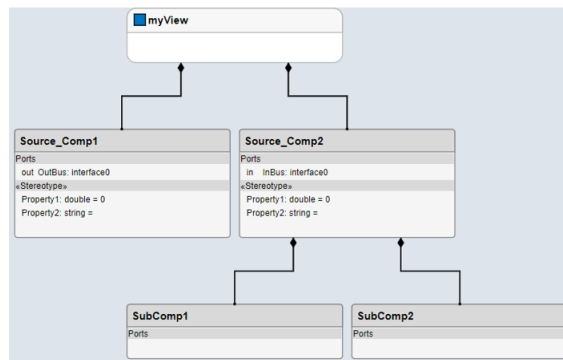 myView
Source_Comp1
Ports
out OutBus: interface0
«Stereotype»
Property1: double = 0
Property2: string =
Source_Comp2
Ports
in InBus: interface0
«Stereotype»
Property1: double = 0
Property2: string =
SubComp1
Ports
SubComp2
Ports